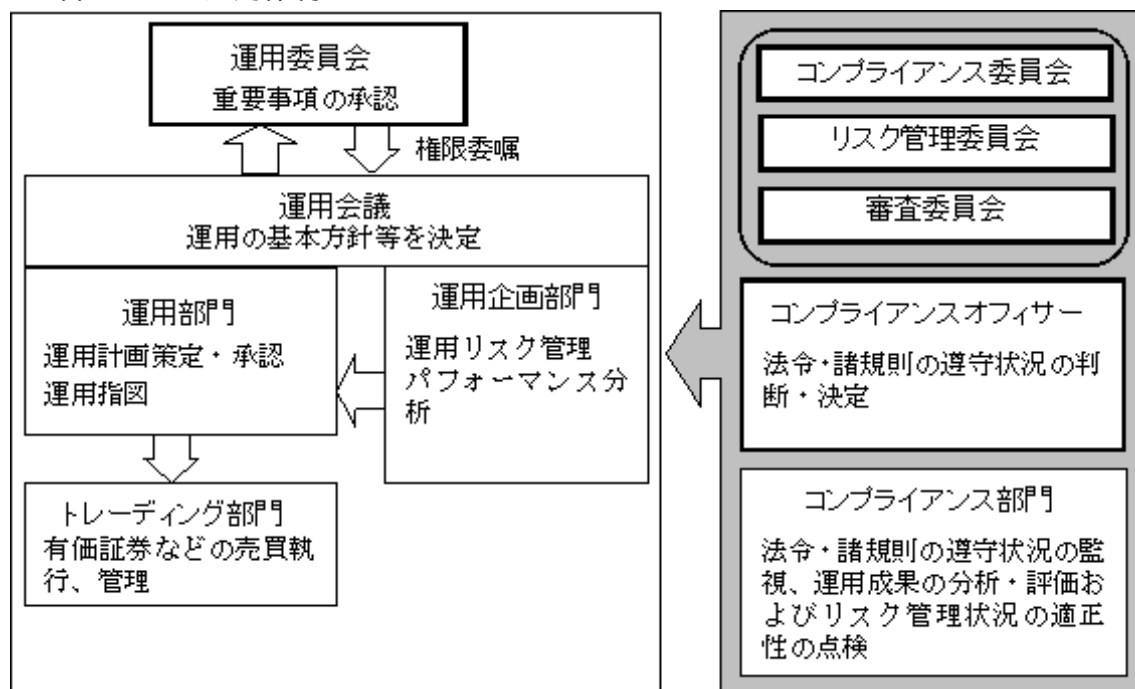 運用委員会
重要事項の承認
権限委嘱
運用会議
運用の基本方針等を決定
運用部門
運用計画策定・承認
運用指図
運用企画部門
運用リスク管理
パフォーマンス分
析
トレーディング部門
有価証券などの売買執
行、管理
コンプライアンス委員会
リスク管理委員会
審査委員会
コンプライアンスオフィサー
法令・諸規則の遵守状況の判
断・決定
コンプライアンス部門
法令・諸規則の遵守状況の監
視、運用成果の分析・評価お
よびリスク管理状況の適正
性の点検